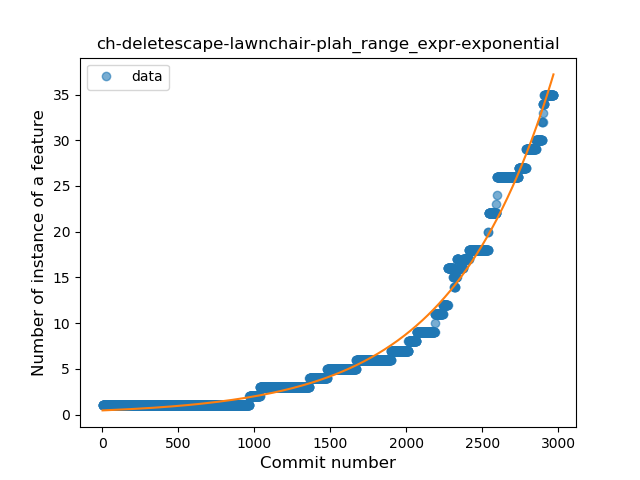 ch-deletescape-lawnchair-plah_range_expr-exponential
data
Number of instance of a feature
35
30
25
20
15
10
5
0
0 500 1000 1500 2000 2500 3000
Commit number